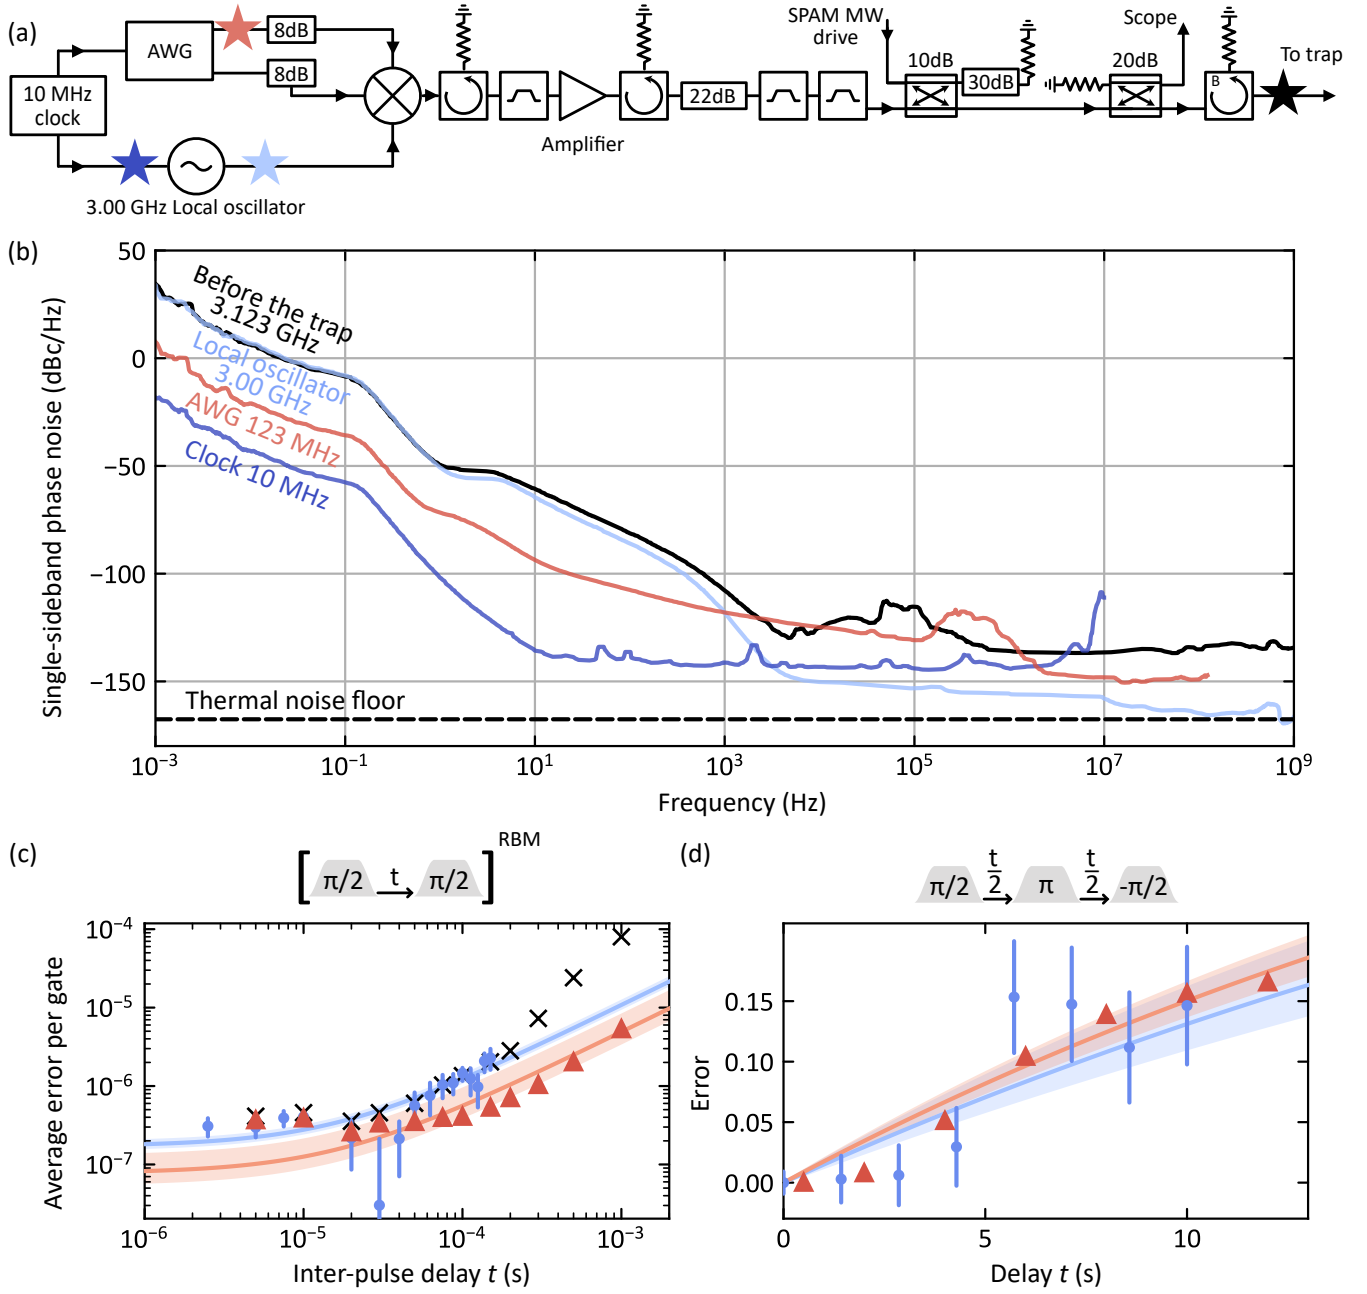 (a)
AWG
8dB
8dB
10 MHz
clock
3.00 GHz Local oscillator
Amplifier
22dB
SPAM MW
drive
10dB
30dB
20dB
Scope
B
To trap
(b)
Single-sideband phase noise (dBc/Hz)
50
0
−50
−100
−150
Before the trap
3.123 GHz
Local oscillator
3.00 GHz
AWG 123 MHz
Clock 10 MHz
Thermal noise floor
10⁻³
10⁻¹
10¹
10³
10⁵
10⁷
10⁹
Frequency (Hz)
(c)
[π/2 t π/2] RBM
Average error per gate
10⁻⁴
10⁻⁵
10⁻⁶
10⁻⁷
10⁻⁶
10⁻⁵
10⁻⁴
10⁻³
Inter-pulse delay t (s)
(d)
π/2 t/2 π t/2 -π/2
Error
0.15
0.10
0.05
0.00
0
5
10
Delay t (s)